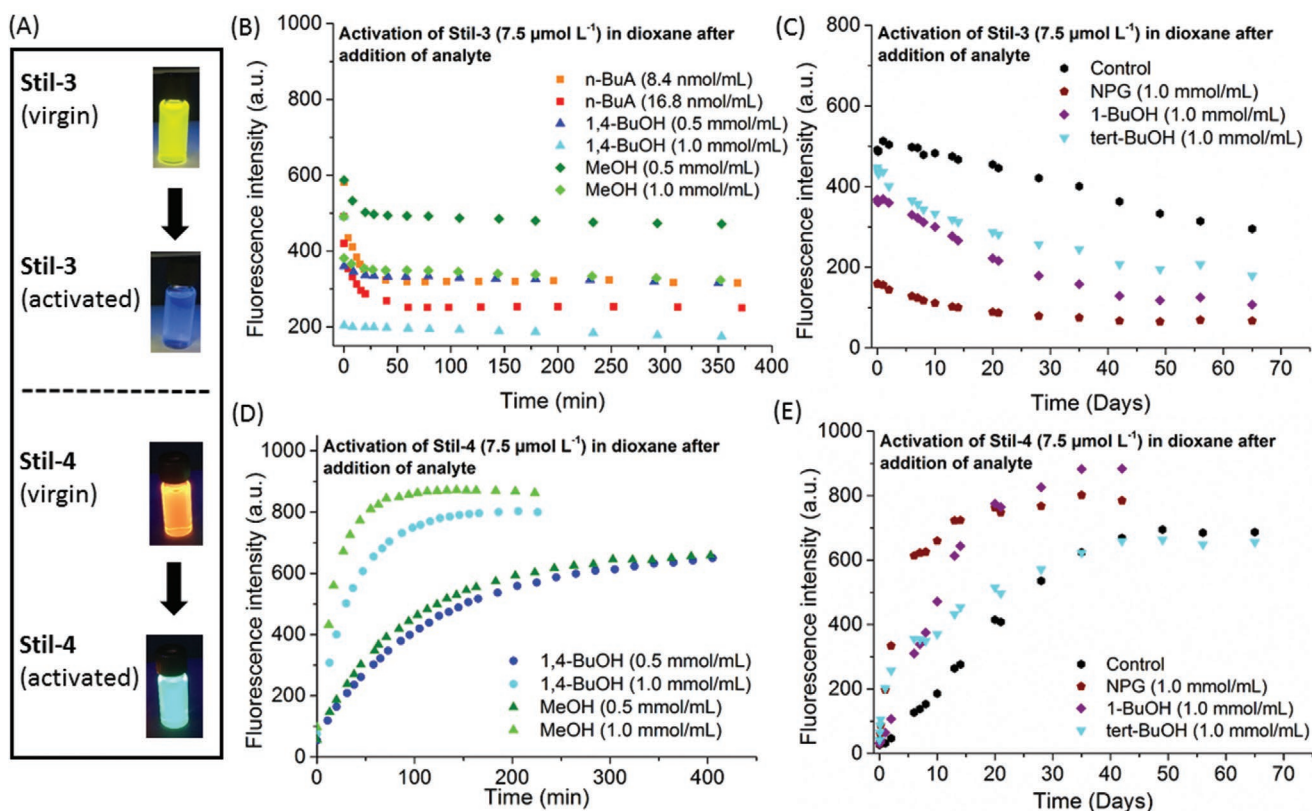 (A)
Stil-3
(virgin)
Stil-3
(activated)
Stil-4
(virgin)
Stil-4
(activated)
(B)
Activation of Stil-3 (7.5 µmol L⁻¹) in dioxane after
addition of analyte
n-BuA (8.4 nmol/mL)
n-BuA (16.8 nmol/mL)
1,4-BuOH (0.5 mmol/mL)
1,4-BuOH (1.0 mmol/mL)
MeOH (0.5 mmol/mL)
MeOH (1.0 mmol/mL)
Fluorescence intensity (a.u.)
1000
800
600
400
200
0 50 100 150 200 250 300 350 400
Time (min)
(C)
Activation of Stil-3 (7.5 µmol L⁻¹) in dioxane after
addition of analyte
Control
NPG (1.0 mmol/mL)
1-BuOH (1.0 mmol/mL)
tert-BuOH (1.0 mmol/mL)
Fluorescence intensity (a.u.)
800
600
400
200
0
0 10 20 30 40 50 60 70
Time (Days)
(D)
Activation of Stil-4 (7.5 µmol L⁻¹) in dioxane after
addition of analyte
1,4-BuOH (0.5 mmol/mL)
1,4-BuOH (1.0 mmol/mL)
MeOH (0.5 mmol/mL)
MeOH (1.0 mmol/mL)
Fluorescence intensity (a.u.)
1000
800
600
400
200
0
0 100 200 300 400
Time (min)
(E)
Activation of Stil-4 (7.5 µmol L⁻¹) in dioxane after
addition of analyte
Control
NPG (1.0 mmol/mL)
1-BuOH (1.0 mmol/mL)
tert-BuOH (1.0 mmol/mL)
Fluorescence intensity (a.u.)
1000
800
600
400
200
0
0 10 20 30 40 50 60 70
Time (Days)